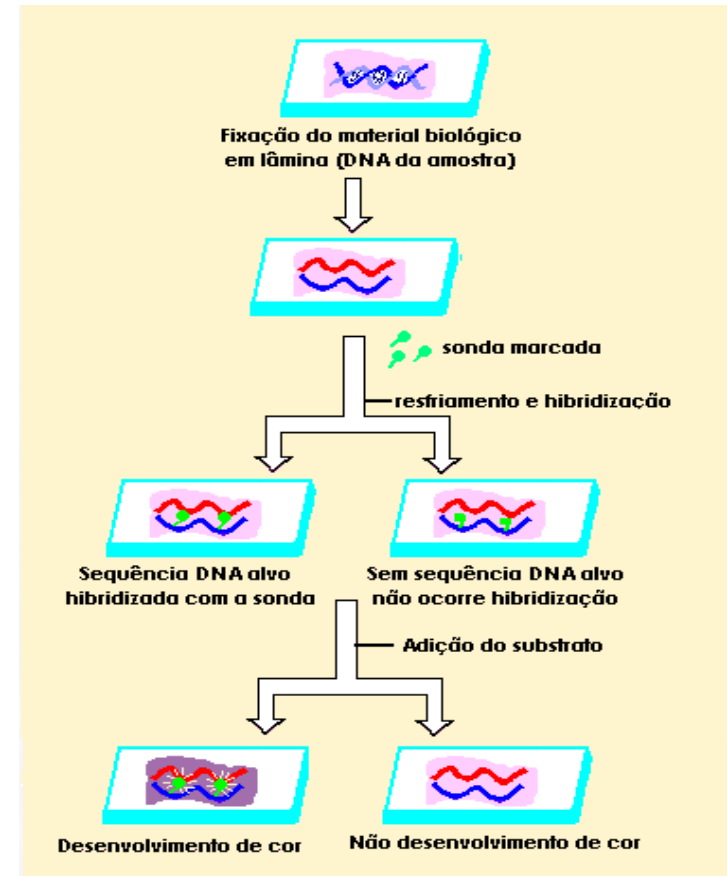 Fixação do material biológico
em lâmina (DNA da amostra)
sonda marcada
resfriamento e hibridização
Sequência DNA alvo
hibridizada com a sonda
Sem sequência DNA alvo
não ocorre hibridização
Adição do substrato
Desenvolvimento de cor
Não desenvolvimento de cor